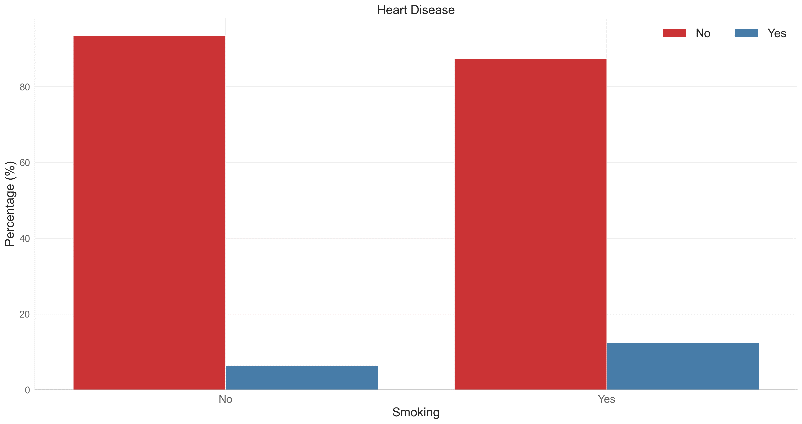 Heart Disease
No Yes
Percentage (%)
80
60
40
20
0
No Yes
Smoking